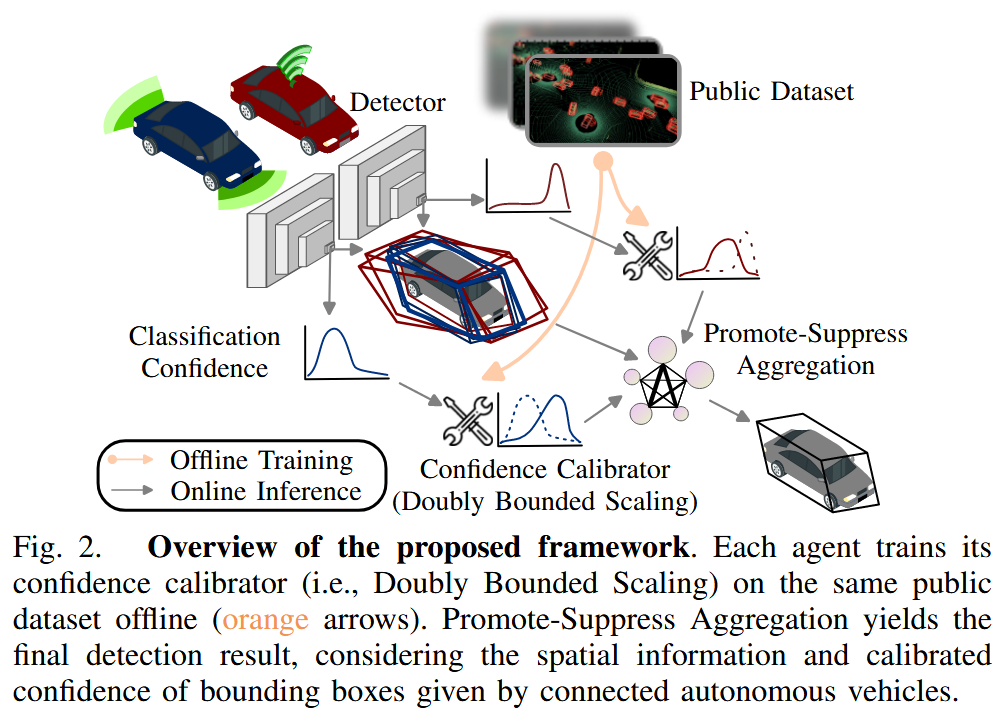 Detector
Public Dataset
Classification
Confidence
Promote-Suppress
Aggregation
Offline Training
Online Inference
Confidence Calibrator
(Doubly Bounded Scaling)
Fig. 2. Overview of the proposed framework. Each agent trains its
confidence calibrator (i.e., Doubly Bounded Scaling) on the same public
dataset offline (orange arrows). Promote-Suppress Aggregation yields the
final detection result, considering the spatial information and calibrated
confidence of bounding boxes given by connected autonomous vehicles.